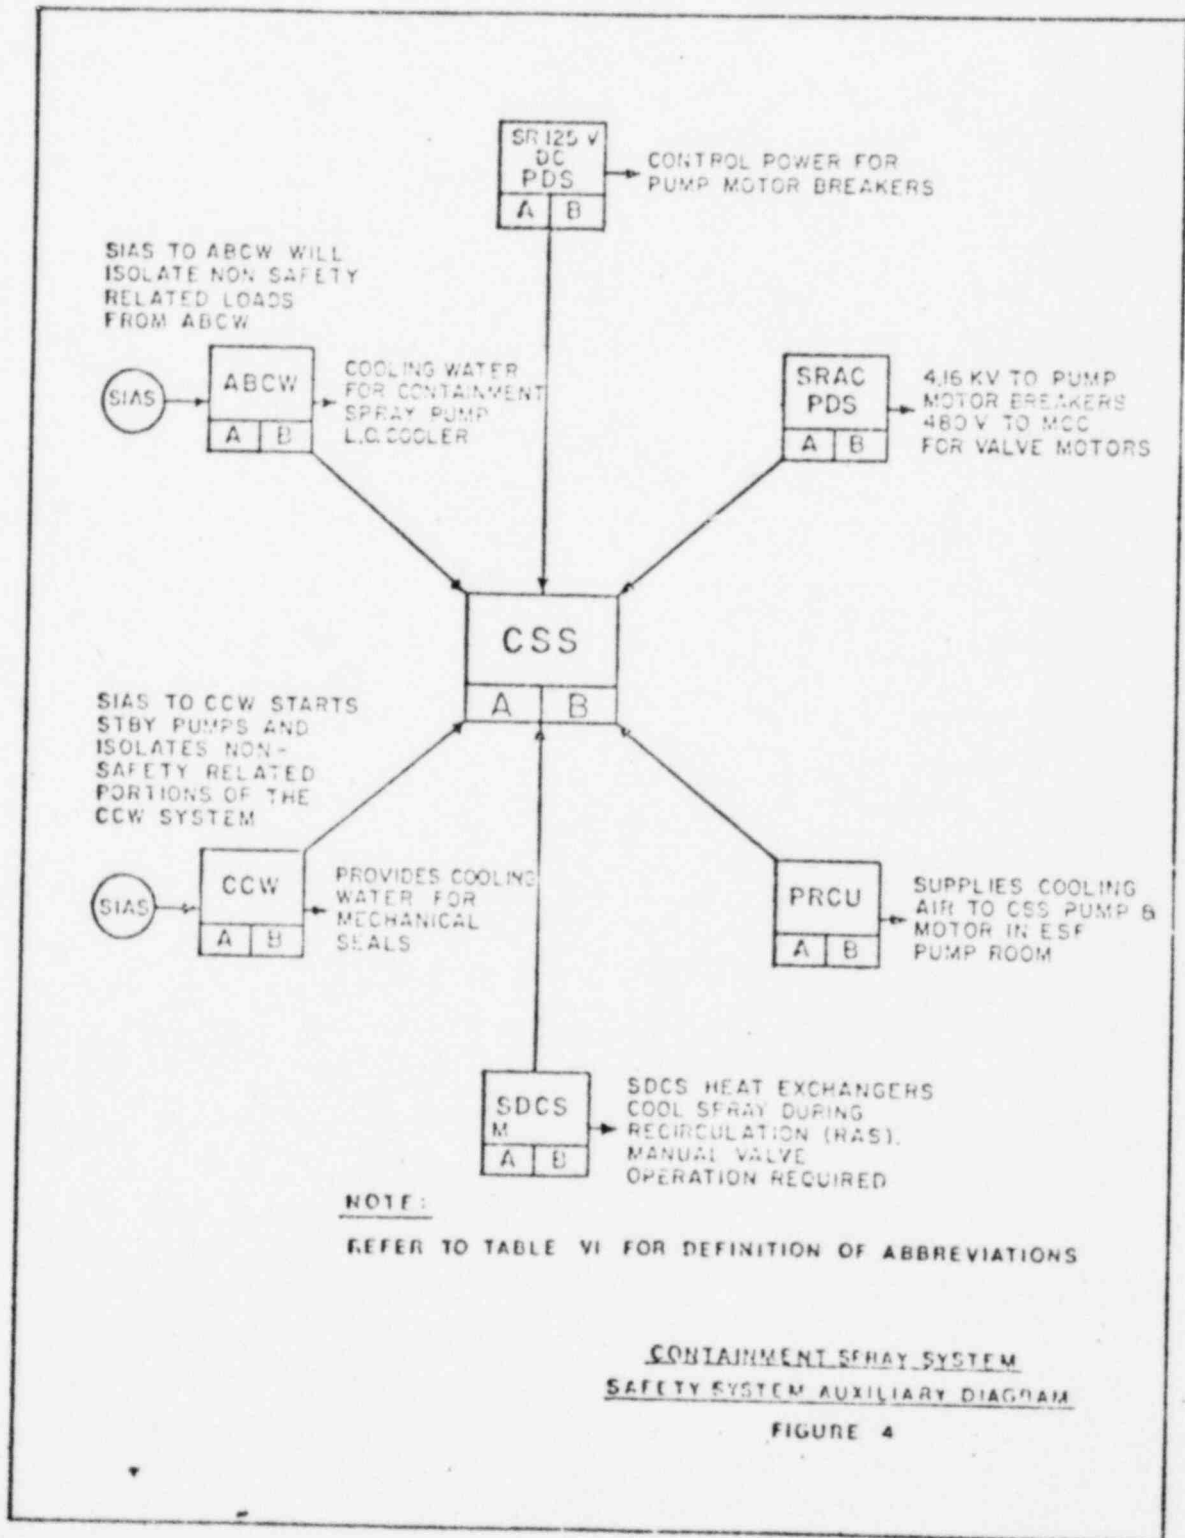 SR 125 V
DC
PDS
A B
CONTROL POWER FOR
PUMP MOTOR BREAKERS
SIAS TO ABCW WILL
ISOLATE NON SAFETY
RELATED LOADS
FROM ABCW
SIAS
ABCW
A B
COOLING WATER
FOR CONTAINMENT
SPRAY PUMP
L.O. COOLER
SRAC
PDS
A B
4.16 KV TO PUMP
MOTOR BREAKERS
480 V TO MCC
FOR VALVE MOTORS
CSS
A B
SIAS TO CCW STARTS
STBY PUMPS AND
ISOLATES NON-
SAFETY RELATED
PORTIONS OF THE
CCW SYSTEM
SIAS
CCW
A B
PROVIDES COOLING
WATER FOR
MECHANICAL
SEALS
PRCU
A B
SUPPLIES COOLING
AIR TO CSS PUMP &
MOTOR IN ESF
PUMP ROOM
SDCS
M
A B
SDCS HEAT EXCHANGERS
COOL SPRAY DURING
RECIRCULATION (RAS).
MANUAL VALVE
OPERATION REQUIRED
NOTE:
REFER TO TABLE VI FOR DEFINITION OF ABBREVIATIONS
CONTAINMENT SPRAY SYSTEM
SAFETY SYSTEM AUXILIARY DIAGRAM
FIGURE 4